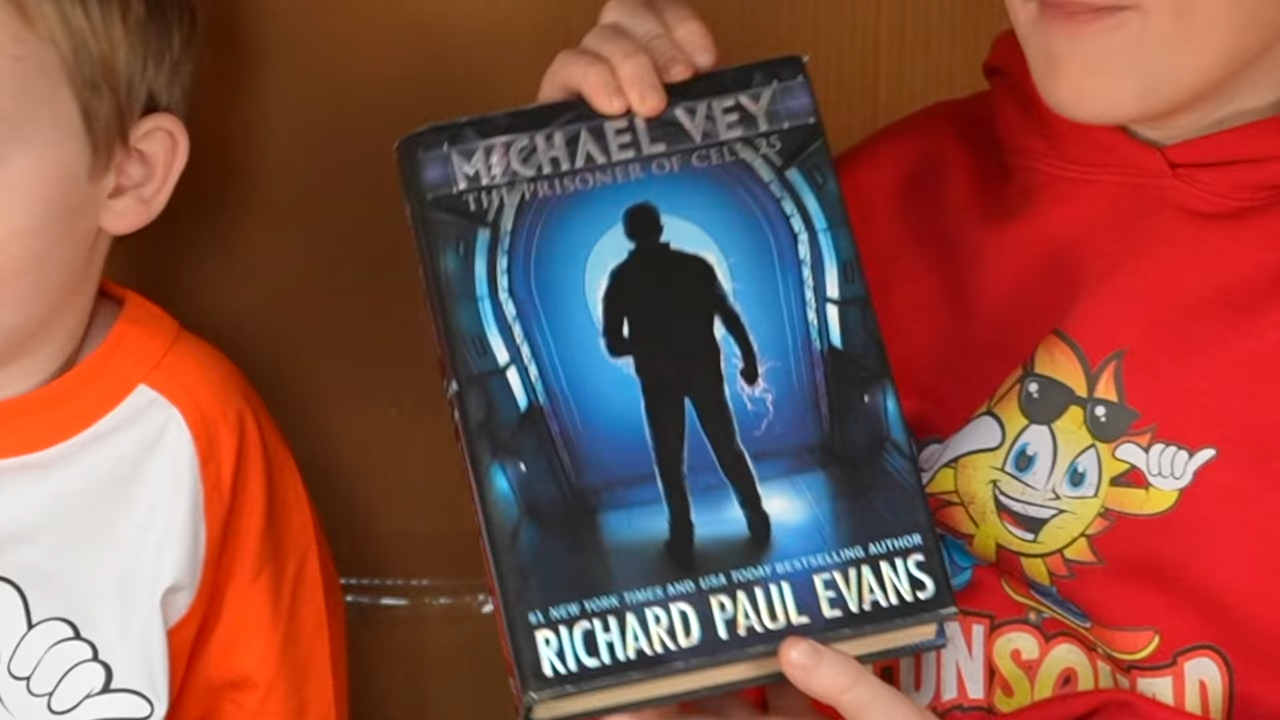 MICHAEL VEY
THE PRISONER OF CELL 25
#1 NEW YORK TIMES AND USA TODAY BESTSELLING AUTHOR
RICHARD PAUL EVANS